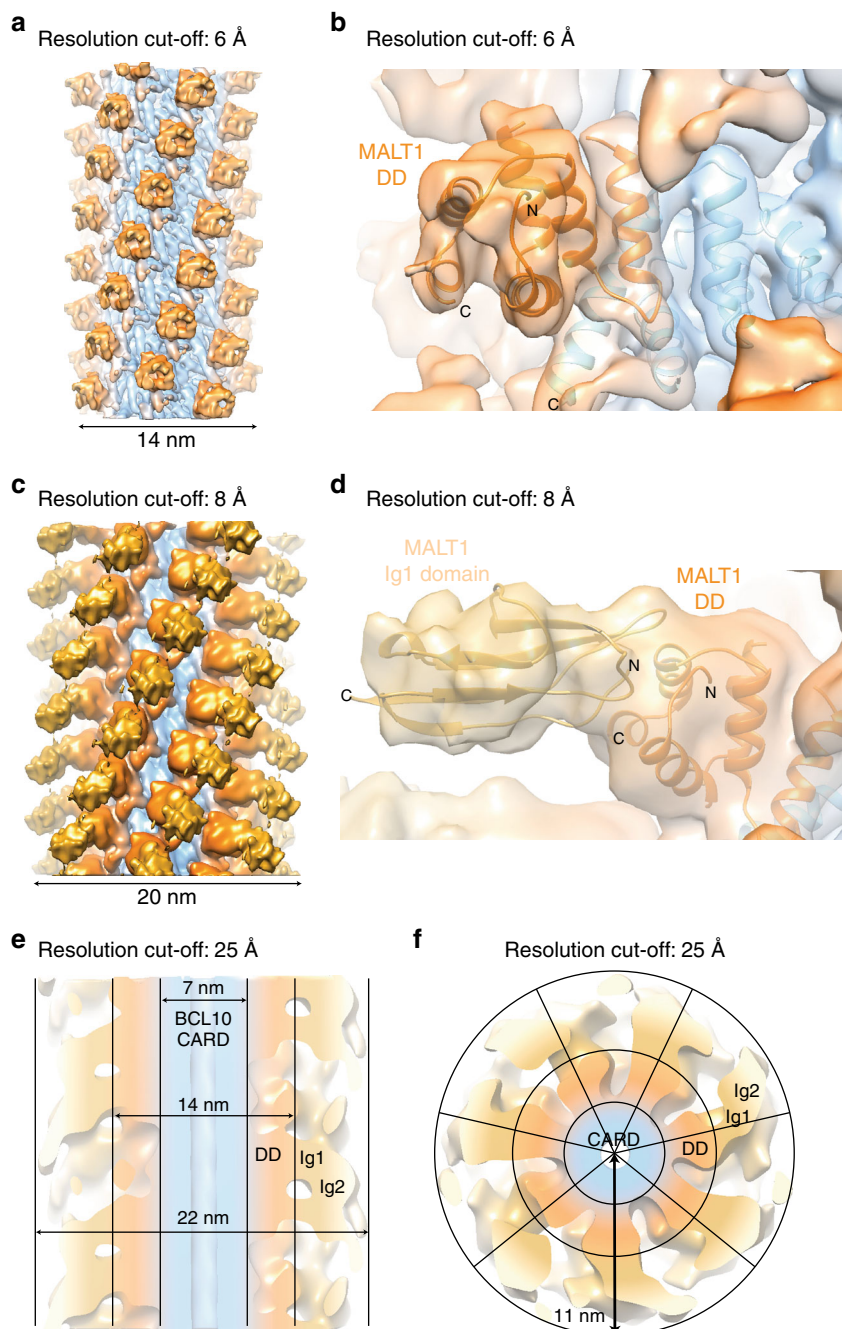 a
Resolution cut-off: 6 Å
14 nm
b
Resolution cut-off: 6 Å
MALT1
DD
N
C
C
c
Resolution cut-off: 8 Å
20 nm
d
Resolution cut-off: 8 Å
MALT1
Ig1 domain
MALT1
DD
N
N
C
C
e
Resolution cut-off: 25 Å
7 nm
BCL10
CARD
14 nm
DD
Ig1
Ig2
22 nm
f
Resolution cut-off: 25 Å
Ig2
Ig1
CARD
DD
11 nm